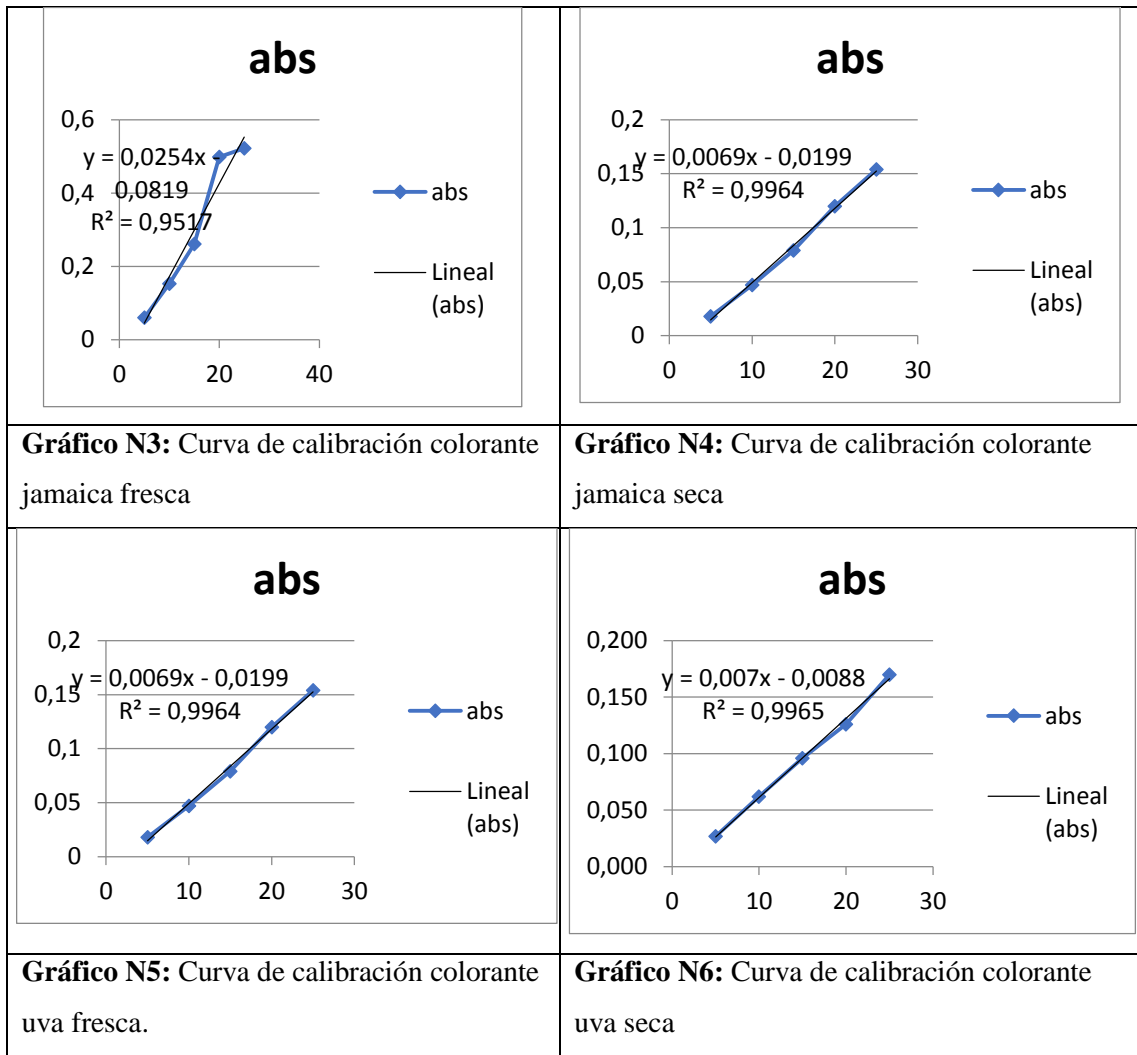 abs
0,6
y = 0,0254x -
0,0819
R² = 0,9517
0,4
0,2
0
0
20
40
abs
Lineal
(abs)
Gráfico N3: Curva de calibración colorante
jamaica fresca
abs
0,2
y = 0,0069x - 0,0199
R² = 0,9964
0,15
0,1
0,05
0
0
10
20
30
abs
Lineal
(abs)
Gráfico N4: Curva de calibración colorante
jamaica seca
abs
0,2
y = 0,0069x - 0,0199
R² = 0,9964
0,15
0,1
0,05
0
0
10
20
30
abs
Lineal
(abs)
Gráfico N5: Curva de calibración colorante
uva fresca.
abs
0,200
y = 0,007x - 0,0088
R² = 0,9965
0,150
0,100
0,050
0,000
0
10
20
30
abs
Lineal
(abs)
Gráfico N6: Curva de calibración colorante
uva seca